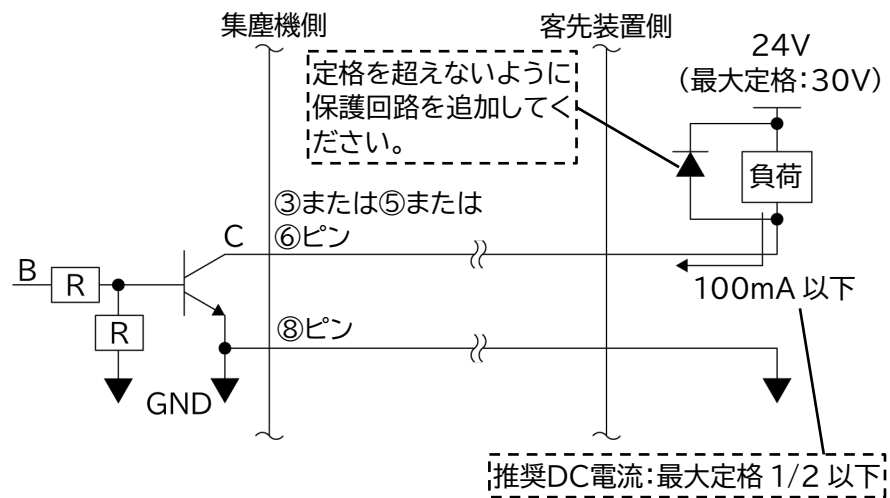 集塵機側
客先装置側
24V
(最大定格:30V)
定格を超えないように
保護回路を追加してく
ださい。
負荷
③または⑤または
⑥ピン
C
B
R
R
100mA 以下
⑧ピン
GND
推奨DC電流:最大定格 1/2 以下